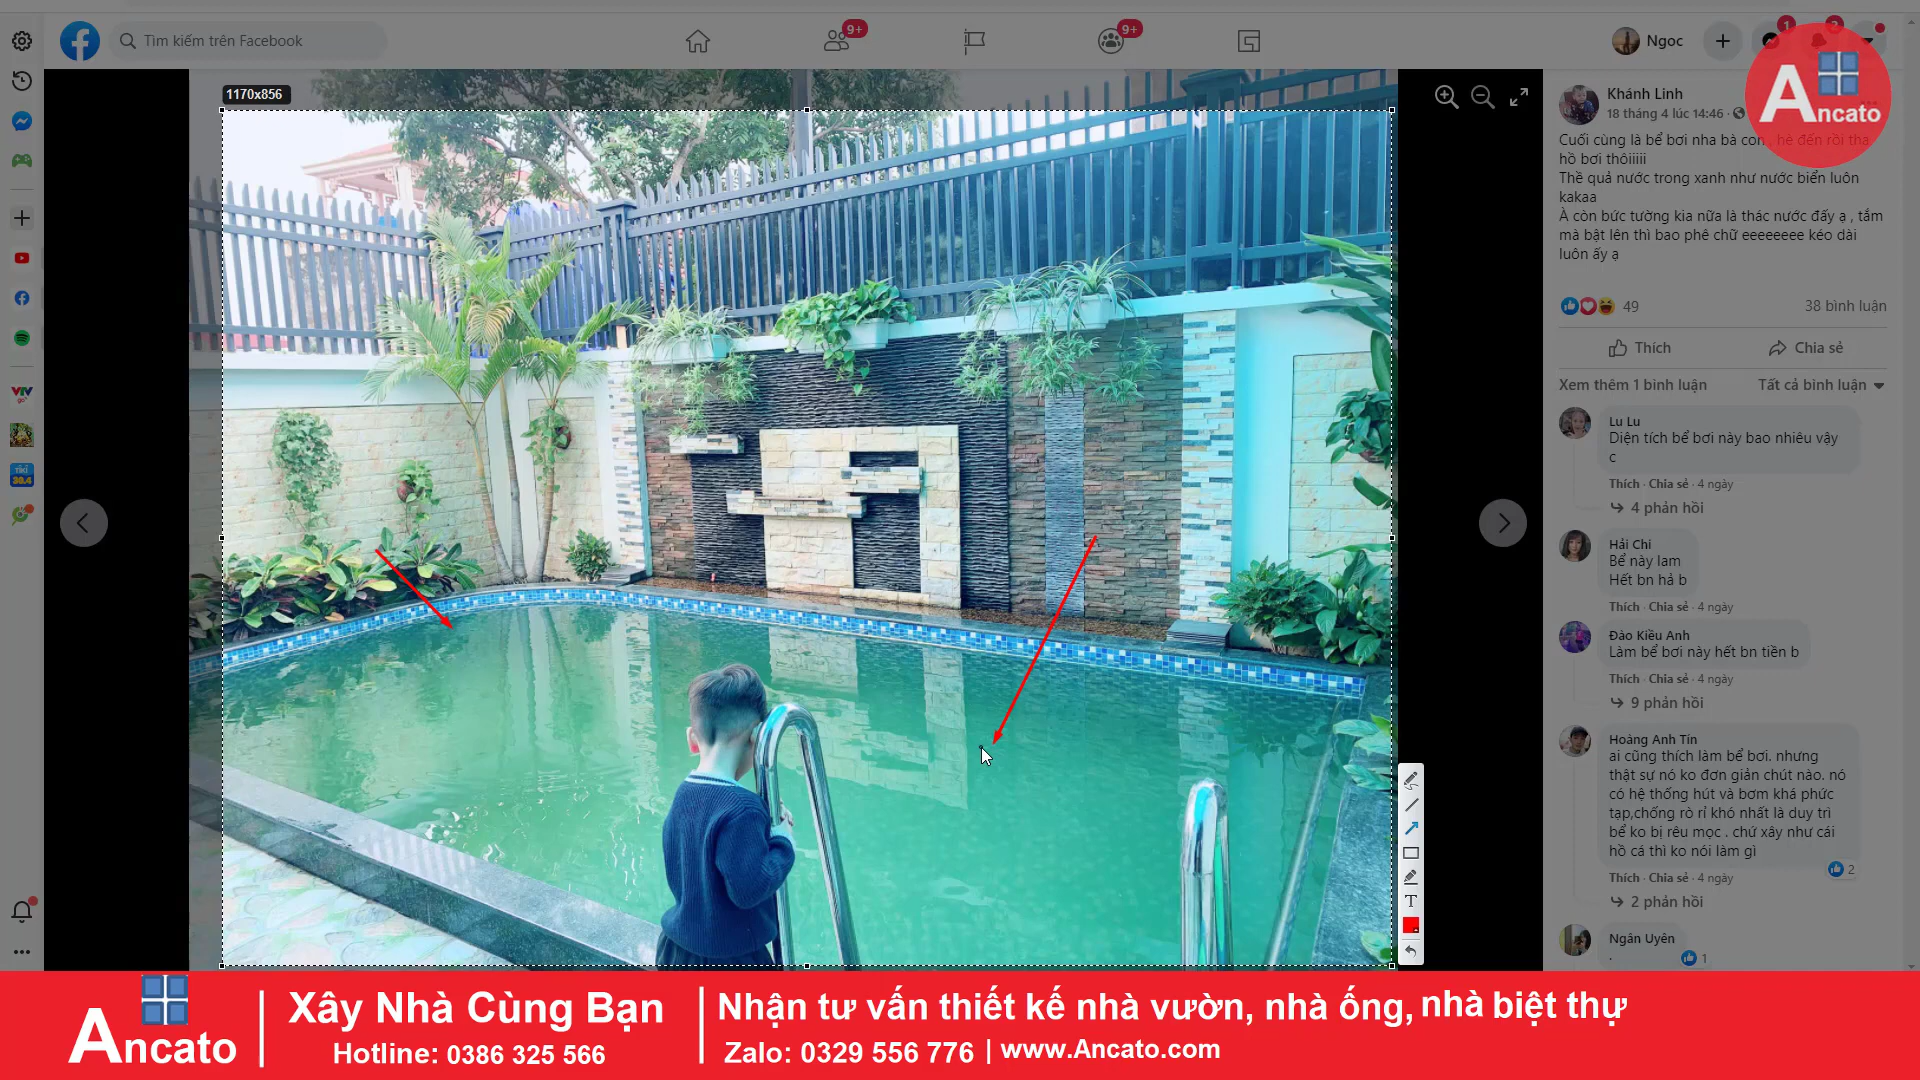 Tìm kiếm trên Facebook
9+
9+
Ngoc
1
1170x856
Ancato
Khánh Linh
18 tháng 4 lúc 14:46 ·
Cuối cùng là bể bơi nha bà con , hè đến rồi tha
hồ bơi thôiiiiii
Thề quả nước trong xanh như nước biển luôn
kakaa
À còn bức tường kia nữa là thác nước đấy ạ , tắm
mà bật lên thì bao phê chữ eeeeeeee kéo dài
luôn ấy ạ
49
38 bình luận
Thích
Chia sẻ
Xem thêm 1 bình luận
Tất cả bình luận
Lu Lu
Diện tích bể bơi này bao nhiêu vậy
c
Thích · Chia sẻ · 4 ngày
4 phản hồi
Hải Chi
Bể này lam
Hết bn hả b
Thích · Chia sẻ · 4 ngày
Đào Kiều Anh
Làm bể bơi này hết bn tiền b
Thích · Chia sẻ · 4 ngày
9 phản hồi
Hoàng Anh Tín
ai cũng thích làm bể bơi. nhưng
thật sự nó ko đơn giản chút nào. nó
có hệ thống hút và bơm khá phức
tạp,chống rò rỉ khó nhất là duy trì
bể ko bị rêu mọc . chứ xây như cái
hồ cá thì ko nói làm gì
2
Thích · Chia sẻ · 4 ngày
2 phản hồi
Ngân Uyên
.
1
VTV
go
TIKI
30.4
T
Ancato
Xây Nhà Cùng Bạn
Hotline: 0386 325 566
Nhận tư vấn thiết kế nhà vườn, nhà ống, nhà biệt thự
Zalo: 0329 556 776 | www.Ancato.com